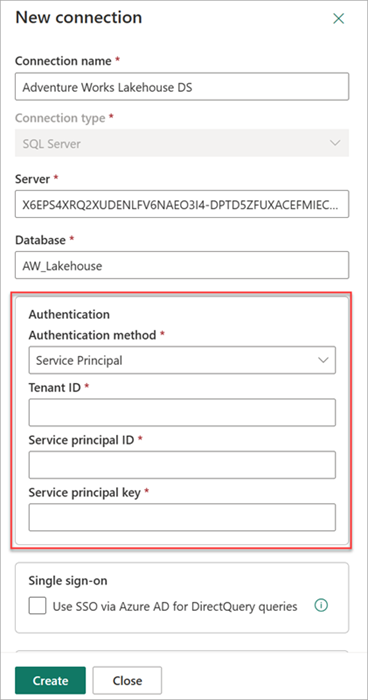 New connection
Connection name *
Adventure Works Lakehouse DS
Connection type *
SQL Server
Server *
X6EPS4XRQ2XUDENLFV6NAEO3I4-DPTD5ZFUXACEFMIEC...
Database *
AW_Lakehouse
Authentication
Authentication method *
Service Principal
Tenant ID *
Service principal ID *
Service principal key *
Single sign-on
Use SSO via Azure AD for DirectQuery queries
Create Close